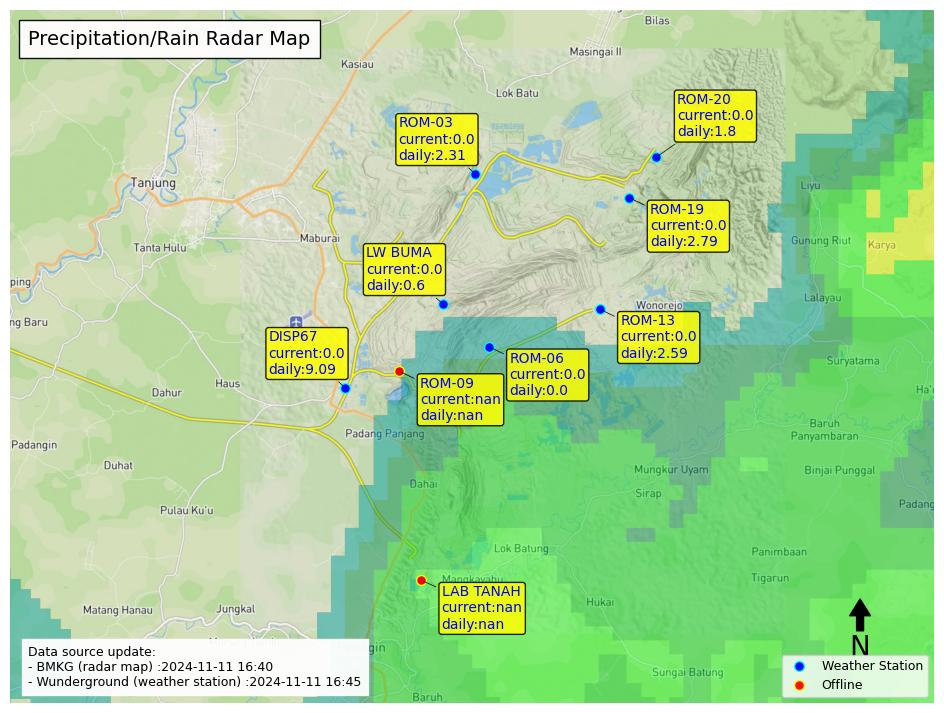 Precipitation/Rain Radar Map
Bilas
Masingai II
Kasiau
Lok Batu
ROM-20
current:0.0
daily:1.8
ROM-03
current:0.0
daily:2.31
Tanjung
Liyu
ROM-19
current:0.0
daily:2.79
Maburai
Tanta Hulu
Gunung Riut
Karya
LW BUMA
current:0.0
daily:0.6
ping
Lalayau
Wonorejo
ng Baru
ROM-13
current:0.0
daily:2.59
DISP67
current:0.0
daily:9.09
ROM-06
current:0.0
daily:0.0
Suryatama
Haus
Dahur
ROM-09
current:nan
daily:nan
Ha'
Baruh
Panyambaran
Padang Panjang
Padangin
Duhat
Mungkur Uyam
Binjai Punggal
Dahai
Sirap
Padang
Pulau Ku'u
Lok Batung
Panimbaan
Mangkayahu
Tigarun
LAB TANAH
current:nan
daily:nan
Hukai
Matang Hanau
Jungkal
N
Data source update:
- BMKG (radar map) :2024-11-11 16:40
- Wunderground (weather station) :2024-11-11 16:45
gin
Sungai Batung
Baruh
Weather Station
Offline